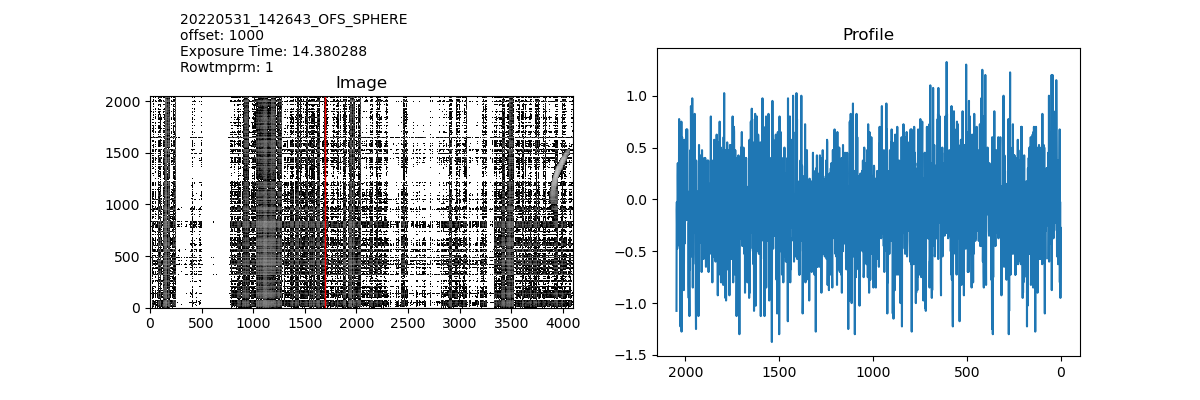 20220531_142643_OFS_SPHERE
offset: 1000
Exposure Time: 14.380288
Rowtmprm: 1
Image
2000
1500
1000
500
0
0 500 1000 1500 2000 2500 3000 3500 4000
Profile
1.0
0.5
0.0
−0.5
−1.0
−1.5
2000 1500 1000 500 0